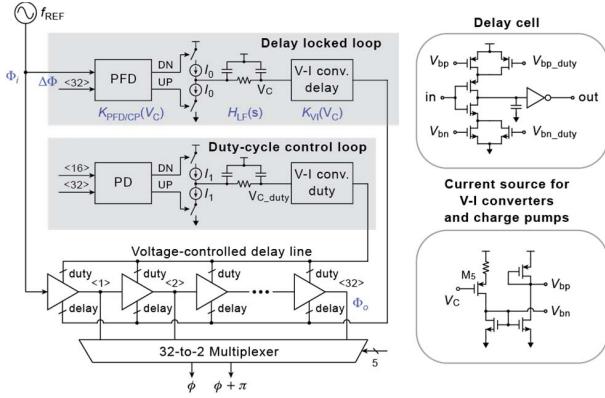 f_REF
Delay locked loop
Φ_i
ΔΦ
<32>
PFD
DN
UP
I_0
I_0
V_C
V-I conv.
delay
K_PFD/CP(V_C)
H_LF(s)
K_VI(V_C)
Duty-cycle control loop
<16>
<32>
PD
DN
UP
I_1
I_1
V_C_duty
V-I conv.
duty
Voltage-controlled delay line
duty
<1>
duty
<2>
duty
duty
<32>
Φ_o
delay
delay
delay
delay
32-to-2 Multiplexer
5
ϕ
ϕ + π
Delay cell
V_bp
V_bp_duty
in
out
V_bn
V_bn_duty
Current source for
V-I converters
and charge pumps
M_5
V_C
V_bp
V_bn